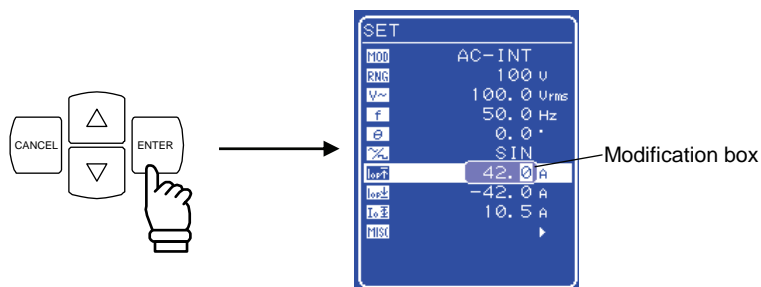 CANCEL
ENTER
SET
MOD AC-INT
RNG 100 V
V~ 100.0 Vrms
f 50.0 Hz
θ 0.0 °
SIN
42.0 A
-42.0 A
10.5 A
MISC
Modification box